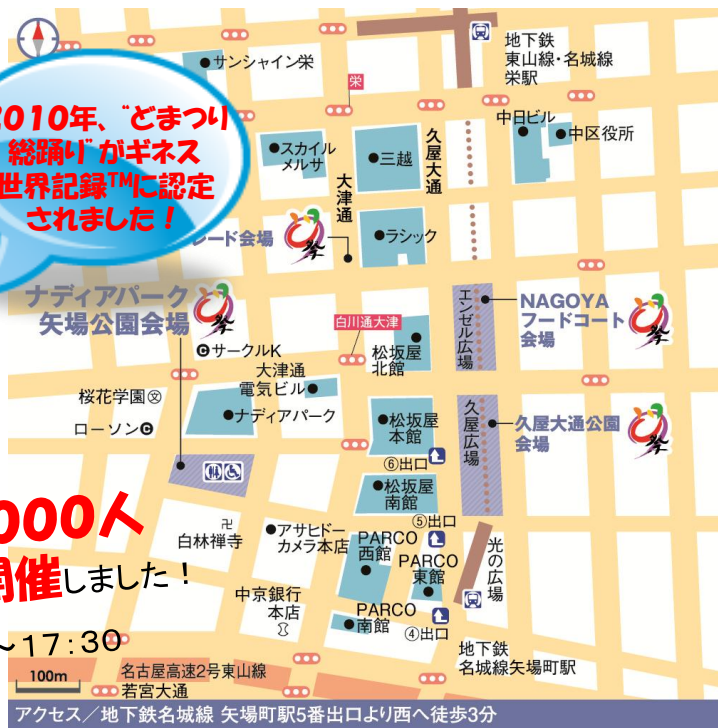 地下鉄
東山線・名城線
栄駅
サンシャイン栄
栄
2010年、“どまつり
総踊り”がギネス
世界記録™に認定
されました！
中日ビル
中区役所
スカイル
メルサ
三越
久屋大通
大津通
ラシック
レード会場
ナディアパーク
矢場公園会場
エンゼル広場
NAGOYA
フードコート
会場
白川通大津
サークルK
松坂屋
北館
大津通
電気ビル
桜花学園
文
ナディアパーク
ローソン
松坂屋
本館
久屋広場
久屋大通公園
会場
⑥出口
松坂屋
南館
⑤出口
000人
開催しました！
白林禅寺
アサヒドー
カメラ本店
PARCO
西館
PARCO
東館
光の広場
中京銀行
本店
PARCO
南館
④出口
～17:30
地下鉄
名城線矢場町駅
100m
名古屋高速2号東山線
若宮大通
アクセス／地下鉄名城線 矢場町駅5番出口より西へ徒歩3分